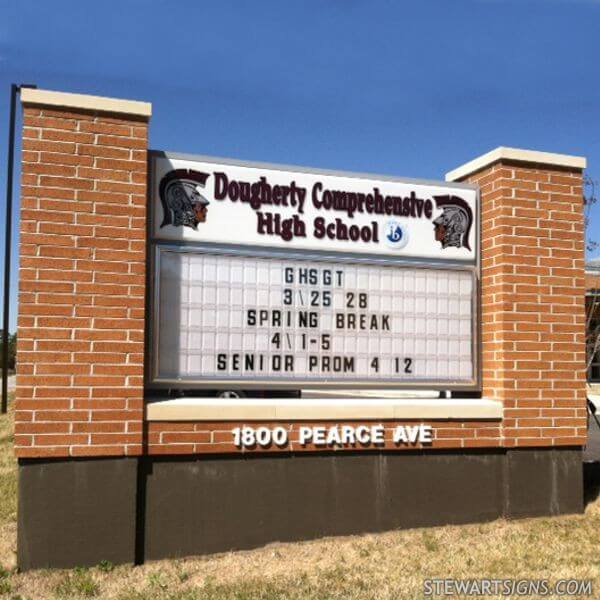 Dougherty Comprehensive
High School
GHSGT
3\25 28
SPRING BREAK
4\1-5
SENIOR PROM 4 12
1800 PEARCE AVE
STEWARTSIGNS.COM